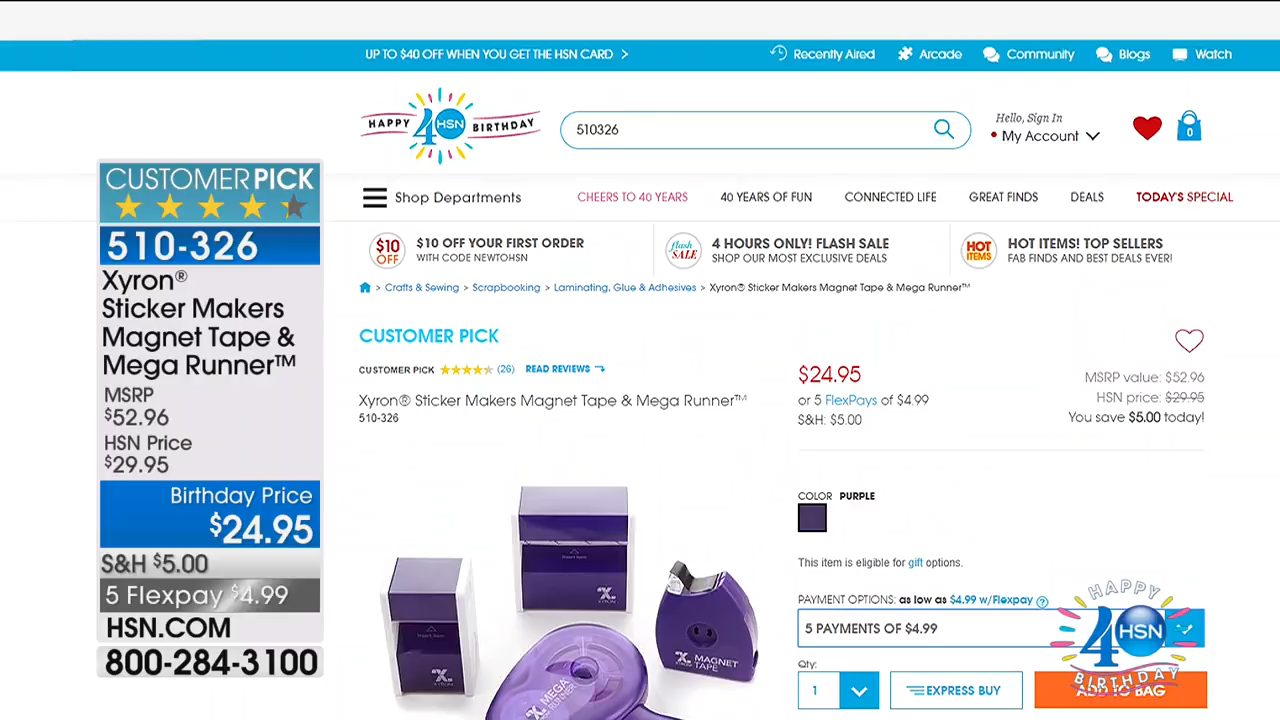 UP TO $40 OFF WHEN YOU GET THE HSN CARD >
Recently Aired
Arcade
Community
Blogs
Watch
HAPPY 40 HSN BIRTHDAY
510326
Hello, Sign In
My Account
0
Shop Departments
CHEERS TO 40 YEARS
40 YEARS OF FUN
CONNECTED LIFE
GREAT FINDS
DEALS
TODAY'S SPECIAL
$10 OFF
$10 OFF YOUR FIRST ORDER
WITH CODE NEWTOHSN
flash SALE
4 HOURS ONLY! FLASH SALE
SHOP OUR MOST EXCLUSIVE DEALS
HOT ITEMS
HOT ITEMS! TOP SELLERS
FAB FINDS AND BEST DEALS EVER!
> Crafts & Sewing > Scrapbooking > Laminating, Glue & Adhesives > Xyron® Sticker Makers Magnet Tape & Mega Runner™
CUSTOMERPICK
510-326
Xyron®
Sticker Makers
Magnet Tape &
Mega Runner™
MSRP
$52.96
HSN Price
$29.95
Birthday Price
$24.95
S&H $5.00
5 Flexpay $4.99
HSN.COM
800-284-3100
CUSTOMER PICK
CUSTOMER PICK (26) READ REVIEWS
Xyron® Sticker Makers Magnet Tape & Mega Runner™
510-326
$24.95
or 5 FlexPays of $4.99
S&H: $5.00
MSRP value: $52.96
HSN price: $29.95
You save $5.00 today!
COLOR PURPLE
This item is eligible for gift options.
PAYMENT OPTIONS: as low as $4.99 w/Flexpay ?
5 PAYMENTS OF $4.99
Qty:
1
EXPRESS BUY
BAG
HAPPY
40 HSN
BIRTHDAY
XYRON
XYRON
MAGNET
TAPE
XYRON
MEGA
RUNNER